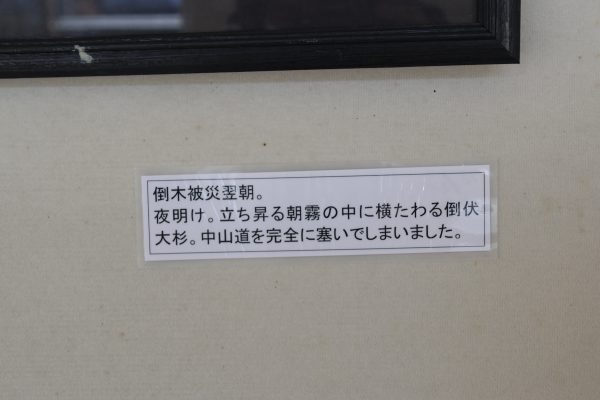 倒木被災翌朝。
夜明け。立ち昇る朝霧の中に横たわる倒伏
大杉。中山道を完全に塞いでしまいました。